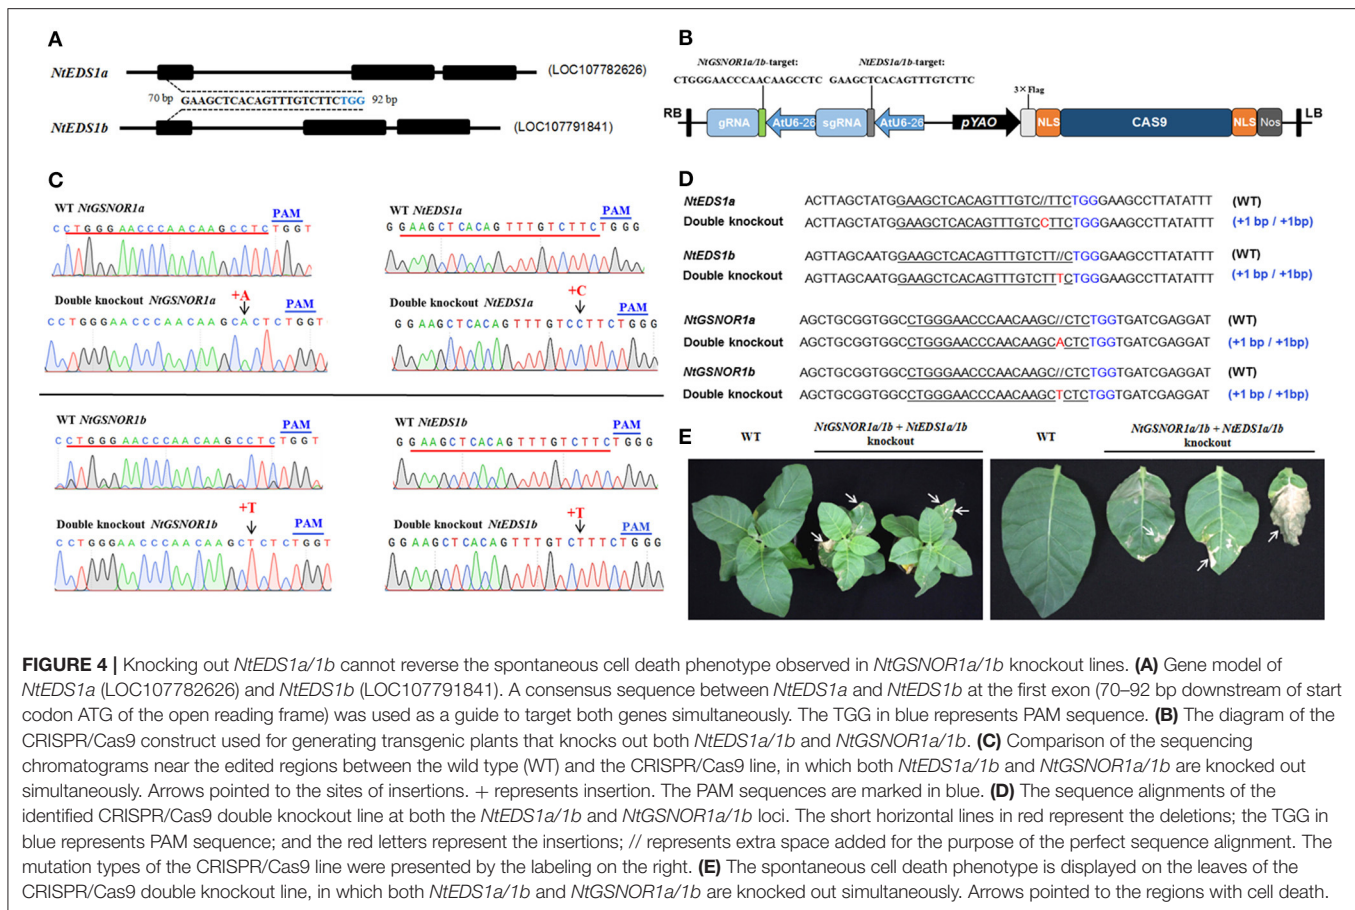 A
NtEDS1a
(LOC107782626)
70 bp
GAAGCTCACAGTTTGTCTTCTGG
92 bp
NtEDS1b
(LOC107791841)
B
NtGSNOR1a/1b-target:
NtEDS1a/1b-target:
CTGGGAACCCAACAAGCCTC
GAAGCTCACAGTTTGTCTTC
3×Flag
RB
gRNA
AtU6-26
sgRNA
AtU6-26
pYAO
NLS
CAS9
NLS
Nos
LB
C
WT NtGSNOR1a
PAM
CCTGGGAACCCAACAAGCCTCTGGT
WT NtEDS1a
PAM
GGAAGCTCACAGTTTGTCTTCTGGG
Double knockout NtGSNOR1a
+A
PAM
CCTGGGAACCCAACAAGCACTCTGGT
Double knockout NtEDS1a
+C
PAM
GGAAGCTCACAGTTTGTCCTTCTGGG
WT NtGSNOR1b
PAM
CCTGGGAACCCAACAAGCCTCTGGT
WT NtEDS1b
PAM
GGAAGCTCACAGTTTGTCTTCTGGG
Double knockout NtGSNOR1b
+T
PAM
CCTGGGAACCCAACAAGCTCTCTGGT
Double knockout NtEDS1b
+T
PAM
GGAAGCTCACAGTTTGTCTTTCTGGG
D
NtEDS1a ACTTAGCTATGGAAGCTCACAGTTTGTC//TTCTGGGAAGCCTTATATTT (WT)
Double knockout ACTTAGCTATGGAAGCTCACAGTTTGTCCTTCTGGGAAGCCTTATATTT (+1 bp / +1bp)
NtEDS1b AGTTAGCAATGGAAGCTCACAGTTTGTCTT//CTGGGAAGCCTTATATTT (WT)
Double knockout AGTTAGCAATGGAAGCTCACAGTTTGTCTTTCTGGGAAGCCTTATATTT (+1 bp / +1bp)
NtGSNOR1a AGCTGCGGTGGCCTGGGAACCCAACAAGC//CTCTGGTGATCGAGGAT (WT)
Double knockout AGCTGCGGTGGCCTGGGAACCCAACAAGCACTCTGGTGATCGAGGAT (+1 bp / +1bp)
NtGSNOR1b AGCTGCGGTGGCCTGGGAACCCAACAAGC//CTCTGGTGATCGAGGAT (WT)
Double knockout AGCTGCGGTGGCCTGGGAACCCAACAAGCTCTCTGGTGATCGAGGAT (+1 bp / +1bp)
E
WT
NtGSNOR1a/1b + NtEDS1a/1b
knockout
WT
NtGSNOR1a/1b + NtEDS1a/1b
knockout
FIGURE 4 | Knocking out NtEDS1a/1b cannot reverse the spontaneous cell death phenotype observed in NtGSNOR1a/1b knockout lines. (A) Gene model of
NtEDS1a (LOC107782626) and NtEDS1b (LOC107791841). A consensus sequence between NtEDS1a and NtEDS1b at the first exon (70–92 bp downstream of start
codon ATG of the open reading frame) was used as a guide to target both genes simultaneously. The TGG in blue represents PAM sequence. (B) The diagram of the
CRISPR/Cas9 construct used for generating transgenic plants that knocks out both NtEDS1a/1b and NtGSNOR1a/1b. (C) Comparison of the sequencing
chromatograms near the edited regions between the wild type (WT) and the CRISPR/Cas9 line, in which both NtEDS1a/1b and NtGSNOR1a/1b are knocked out
simultaneously. Arrows pointed to the sites of insertions. + represents insertion. The PAM sequences are marked in blue. (D) The sequence alignments of the
identified CRISPR/Cas9 double knockout line at both the NtEDS1a/1b and NtGSNOR1a/1b loci. The short horizontal lines in red represent the deletions; the TGG in
blue represents PAM sequence; and the red letters represent the insertions; // represents extra space added for the purpose of the perfect sequence alignment. The
mutation types of the CRISPR/Cas9 line were presented by the labeling on the right. (E) The spontaneous cell death phenotype is displayed on the leaves of the
CRISPR/Cas9 double knockout line, in which both NtEDS1a/1b and NtGSNOR1a/1b are knocked out simultaneously. Arrows pointed to the regions with cell death.